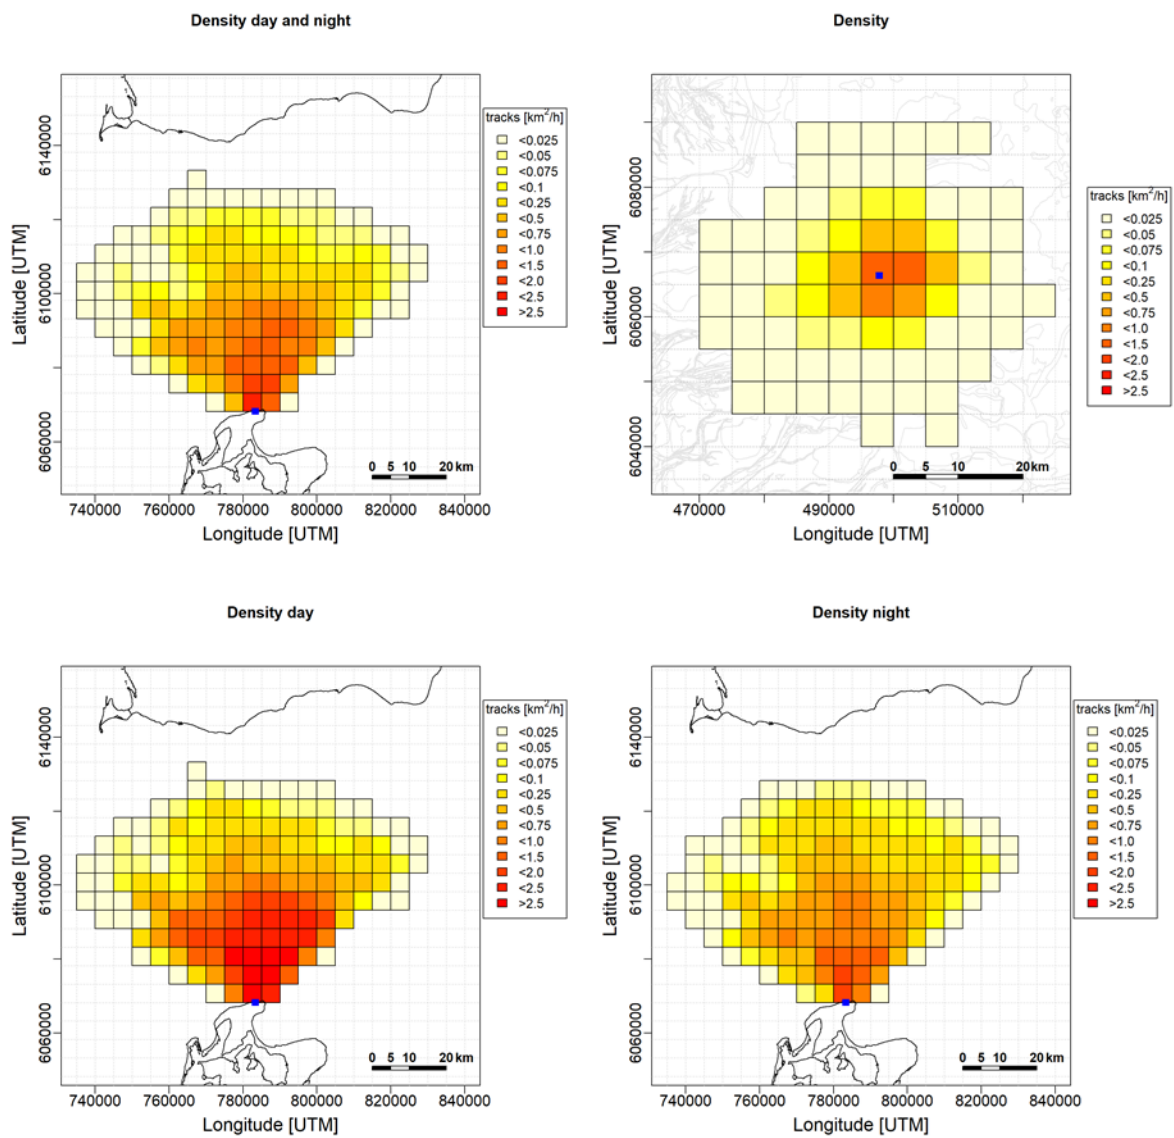 Density day and night
Density
tracks [km²/h]
<0.025
<0.05
<0.075
<0.1
<0.25
<0.5
<0.75
<1.0
<1.5
<2.0
<2.5
>2.5
6140000
6100000
6060000
Latitude [UTM]
0 5 10 20 km
740000 760000 780000 800000 820000 840000
Longitude [UTM]
tracks [km²/h]
<0.025
<0.05
<0.075
<0.1
<0.25
<0.5
<0.75
<1.0
<1.5
<2.0
<2.5
>2.5
6080000
6060000
6040000
Latitude [UTM]
0 5 10 20 km
470000 490000 510000
Longitude [UTM]
Density day
Density night
tracks [km²/h]
<0.025
<0.05
<0.075
<0.1
<0.25
<0.5
<0.75
<1.0
<1.5
<2.0
<2.5
>2.5
6140000
6100000
6060000
Latitude [UTM]
0 5 10 20 km
740000 760000 780000 800000 820000 840000
Longitude [UTM]
tracks [km²/h]
<0.025
<0.05
<0.075
<0.1
<0.25
<0.5
<0.75
<1.0
<1.5
<2.0
<2.5
>2.5
6140000
6100000
6060000
Latitude [UTM]
0 5 10 20 km
740000 760000 780000 800000 820000 840000
Longitude [UTM]